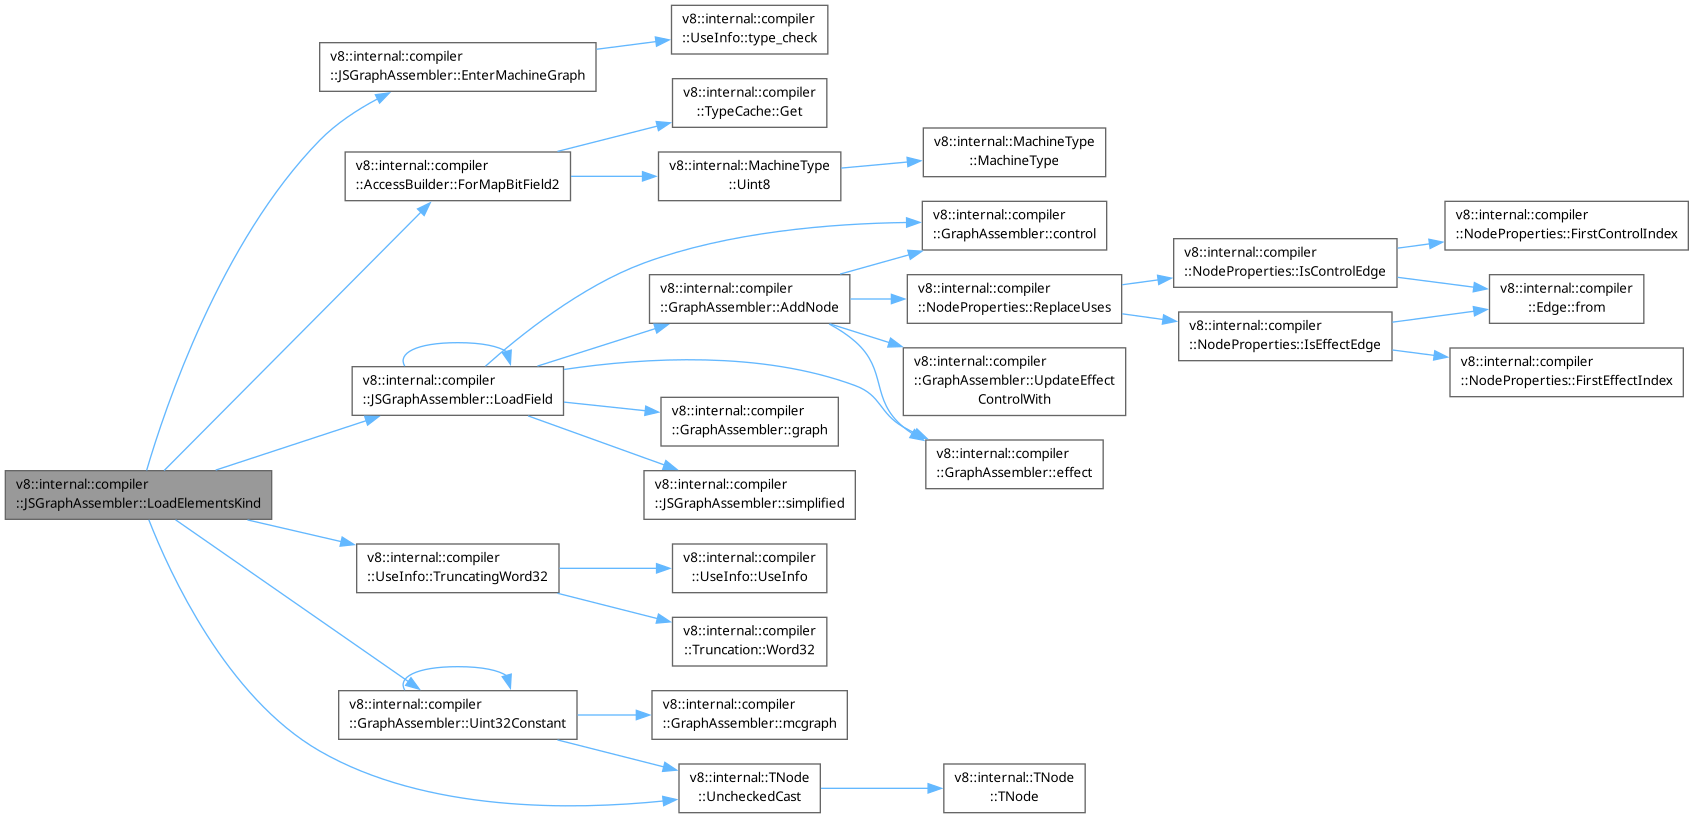 v8::internal::compiler
::JSGraphAssembler::LoadElementsKind
v8::internal::compiler
::JSGraphAssembler::EnterMachineGraph
v8::internal::compiler
::UseInfo::type_check
v8::internal::compiler
::AccessBuilder::ForMapBitField2
v8::internal::compiler
::TypeCache::Get
v8::internal::MachineType
::Uint8
v8::internal::MachineType
::MachineType
v8::internal::compiler
::JSGraphAssembler::LoadField
v8::internal::compiler
::GraphAssembler::AddNode
v8::internal::compiler
::GraphAssembler::control
v8::internal::compiler
::NodeProperties::ReplaceUses
v8::internal::compiler
::NodeProperties::IsControlEdge
v8::internal::compiler
::NodeProperties::FirstControlIndex
v8::internal::compiler
::Edge::from
v8::internal::compiler
::NodeProperties::IsEffectEdge
v8::internal::compiler
::NodeProperties::FirstEffectIndex
v8::internal::compiler
::GraphAssembler::UpdateEffect
ControlWith
v8::internal::compiler
::GraphAssembler::effect
v8::internal::compiler
::GraphAssembler::graph
v8::internal::compiler
::JSGraphAssembler::simplified
v8::internal::compiler
::UseInfo::TruncatingWord32
v8::internal::compiler
::UseInfo::UseInfo
v8::internal::compiler
::Truncation::Word32
v8::internal::compiler
::GraphAssembler::Uint32Constant
v8::internal::compiler
::GraphAssembler::mcgraph
v8::internal::TNode
::UncheckedCast
v8::internal::TNode
::TNode